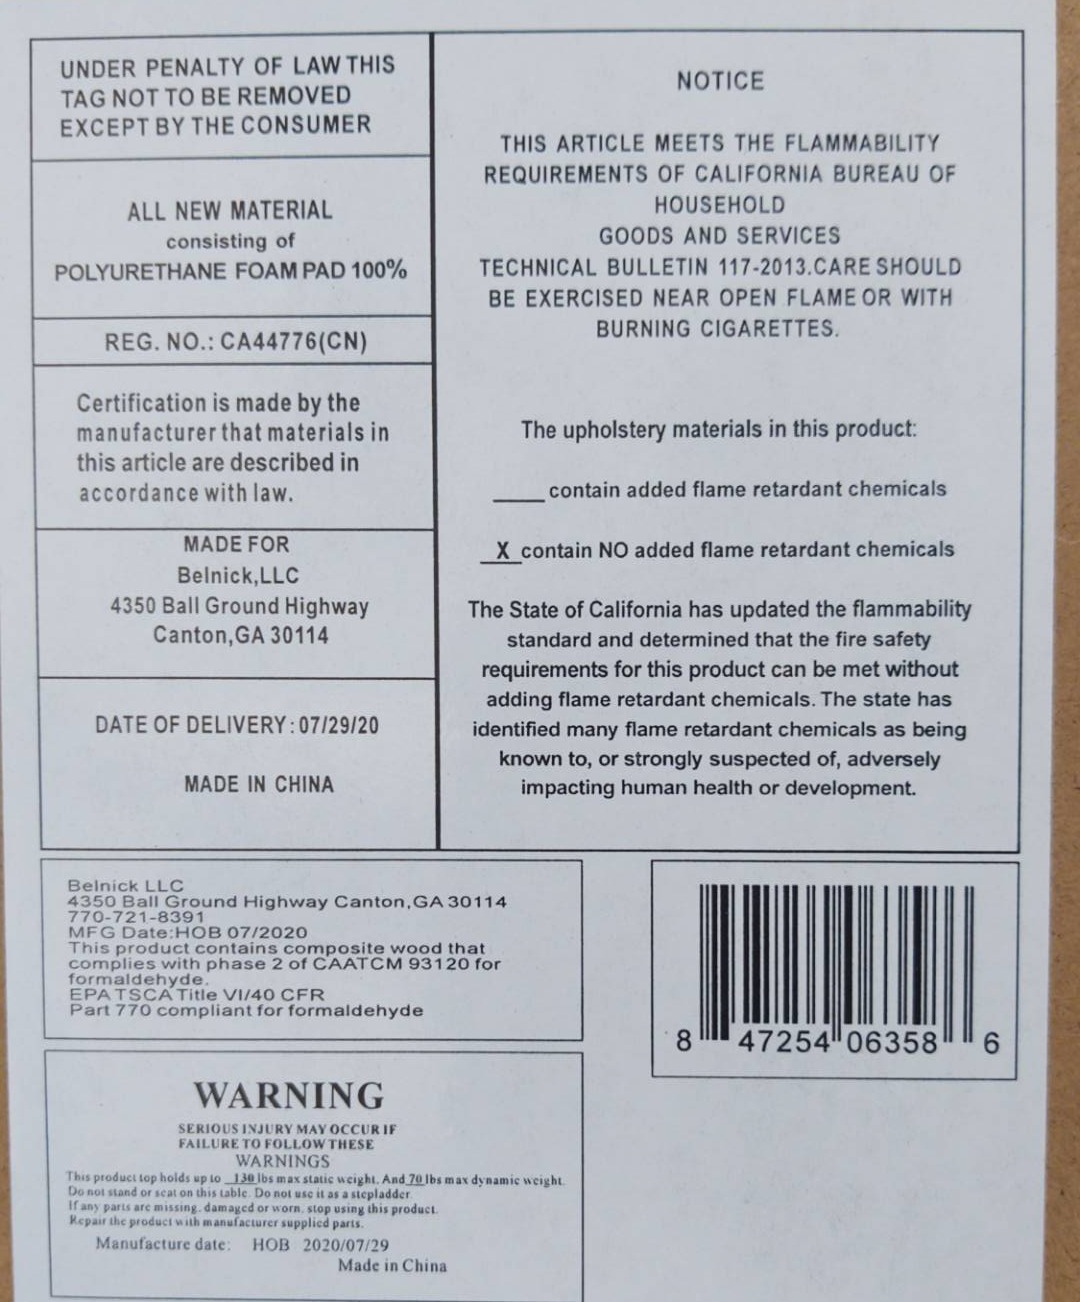 UNDER PENALTY OF LAW THIS
TAG NOT TO BE REMOVED
EXCEPT BY THE CONSUMER
ALL NEW MATERIAL
consisting of
POLYURETHANE FOAM PAD 100%
REG. NO.: CA44776(CN)
Certification is made by the
manufacturer that materials in
this article are described in
accordance with law.
MADE FOR
Belnick,LLC
4350 Ball Ground Highway
Canton,GA 30114
DATE OF DELIVERY: 07/29/20
MADE IN CHINA
NOTICE
THIS ARTICLE MEETS THE FLAMMABILITY
REQUIREMENTS OF CALIFORNIA BUREAU OF
HOUSEHOLD
GOODS AND SERVICES
TECHNICAL BULLETIN 117-2013.CARE SHOULD
BE EXERCISED NEAR OPEN FLAME OR WITH
BURNING CIGARETTES.
The upholstery materials in this product:
____ contain added flame retardant chemicals
X contain NO added flame retardant chemicals
The State of California has updated the flammability
standard and determined that the fire safety
requirements for this product can be met without
adding flame retardant chemicals. The state has
identified many flame retardant chemicals as being
known to, or strongly suspected of, adversely
impacting human health or development.
Belnick LLC
4350 Ball Ground Highway Canton,GA 30114
770-721-8391
MFG Date:HOB 07/2020
This product contains composite wood that
complies with phase 2 of CAATCM 93120 for
formaldehyde.
EPA TSCA Title VI/40 CFR
Part 770 compliant for formaldehyde
8 47254 06358 6
WARNING
SERIOUS INJURY MAY OCCUR IF
FAILURE TO FOLLOW THESE
WARNINGS
This product top holds up to 130 lbs max static weight. And 70 lbs max dynamic weight.
Do not stand or seat on this table. Do not use it as a stepladder
If any parts are missing, damaged or worn, stop using this product.
Repair the product with manufacturer supplied parts.
Manufacture date: HOB 2020/07/29
Made in China